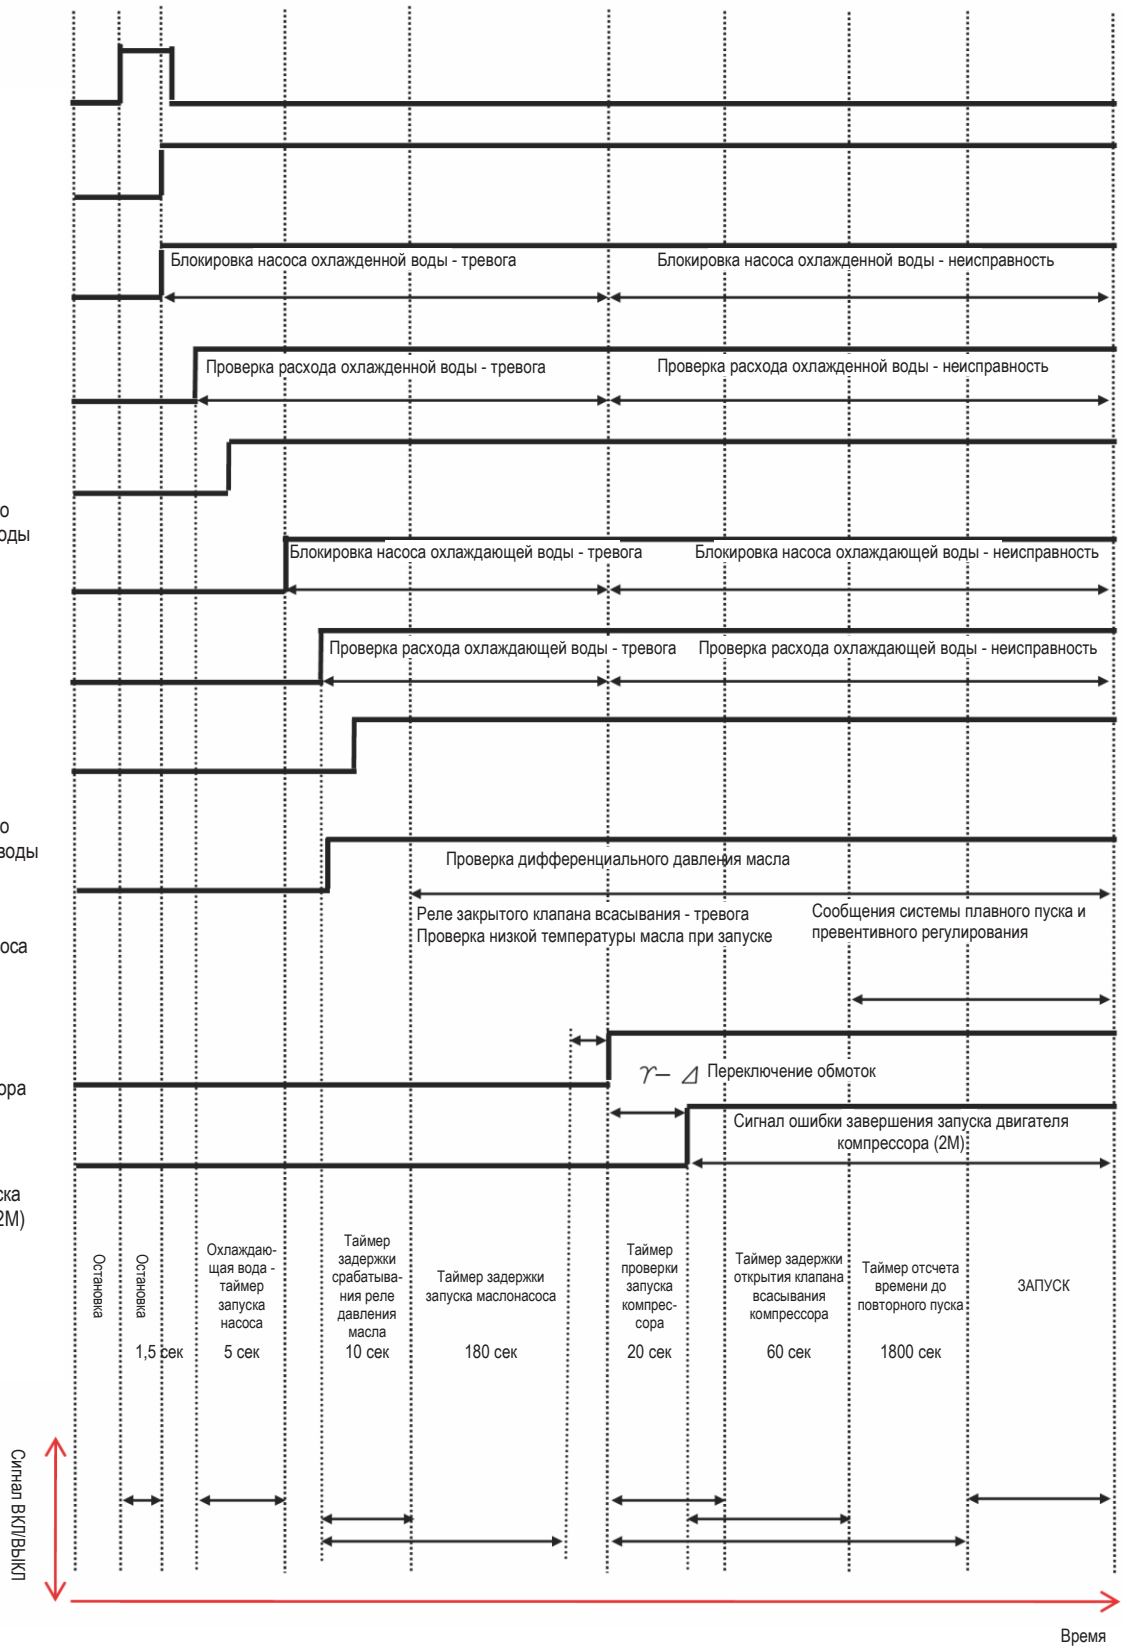 Блокировка насоса охлажденной воды - тревога
Блокировка насоса охлажденной воды - неисправность
Проверка расхода охлажденной воды - тревога
Проверка расхода охлажденной воды - неисправность
о
оды
Блокировка насоса охлаждающей воды - тревога
Блокировка насоса охлаждающей воды - неисправность
Проверка расхода охлаждающей воды - тревога
Проверка расхода охлаждающей воды - неисправность
о
воды
Проверка дифференциального давления масла
Реле закрытого клапана всасывания - тревога
Проверка низкой температуры масла при запуске
Сообщения системы плавного пуска и
превентивного регулирования
оса
ора
Υ– Δ Переключение обмоток
Сигнал ошибки завершения запуска двигателя
компрессора (2М)
ска
2М)
Остановка
Остановка
1,5 сек
Охлаждаю-
щая вода -
таймер
запуска
насоса
5 сек
Таймер
задержки
срабатыва-
ния реле
давления
масла
10 сек
Таймер задержки
запуска маслонасоса
180 сек
Таймер
проверки
запуска
компрес-
сора
20 сек
Таймер задержки
открытия клапана
всасывания
компрессора
60 сек
Таймер отсчета
времени до
повторного пуска
1800 сек
ЗАПУСК
Сигнал ВКЛ/ВЫКЛ
Время